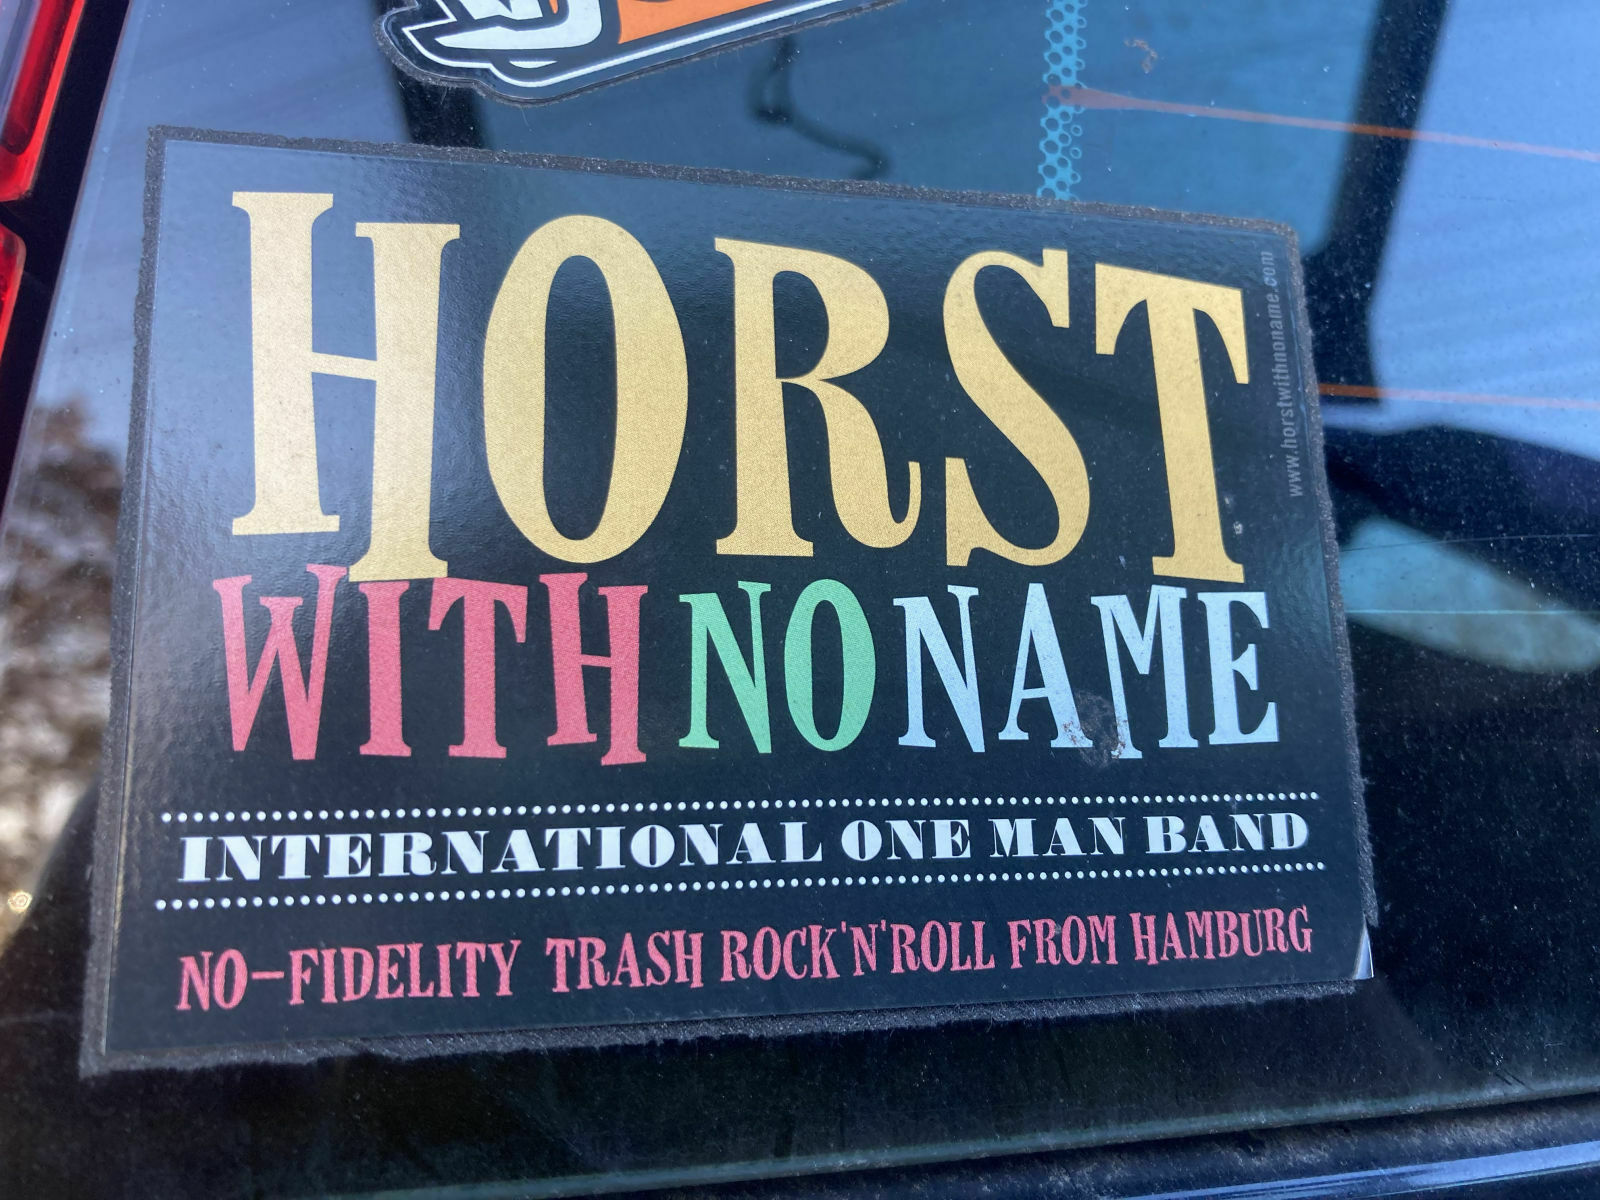 HORST
WITH NO NAME
www.horstwithnoname.com
INTERNATIONAL ONE MAN BAND
NO-FIDELITY TRASH ROCK'N'ROLL FROM HAMBURG